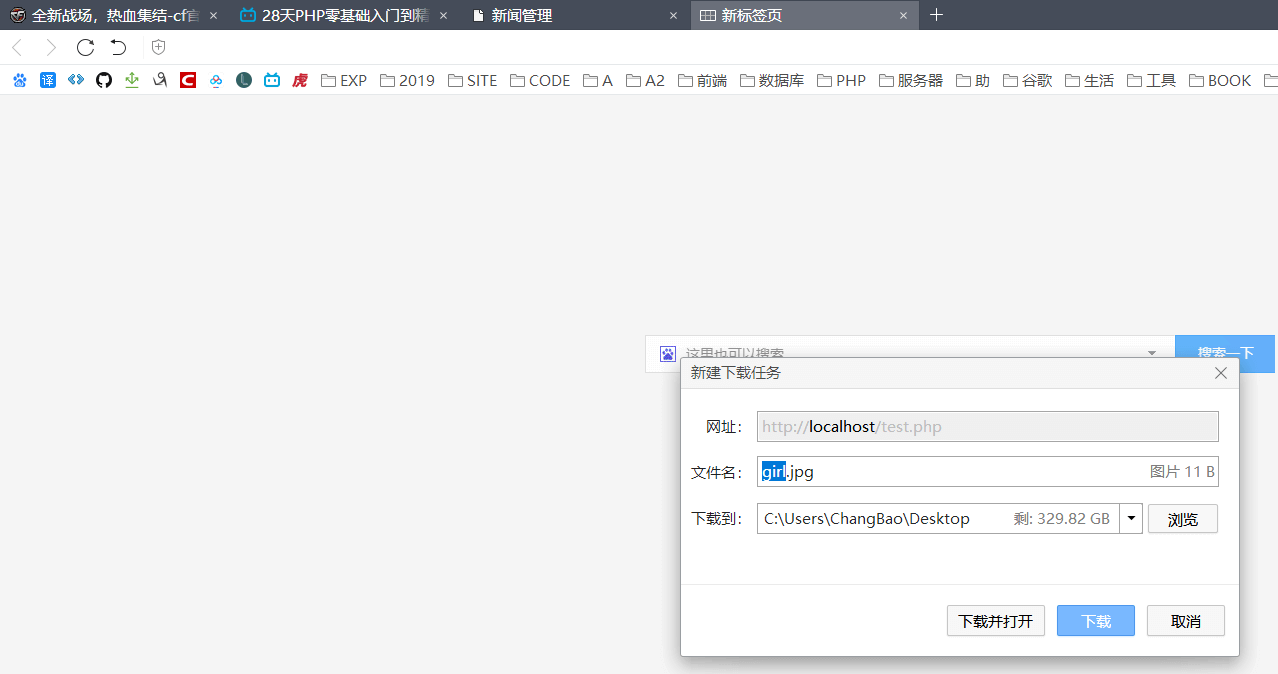 全新战场，热血集结-cf官 28天PHP零基础入门到精 新闻管理 新标签页
译 EXP 2019 SITE CODE A A2 前端 数据库 PHP 服务器 助 谷歌 生活 工具 BOOK
这里也可以搜索 搜索一下
新建下载任务
网址： http://localhost/test.php
文件名： girl.jpg 图片 11 B
下载到： C:\Users\ChangBao\Desktop 剩: 329.82 GB 浏览
下载并打开 下载 取消